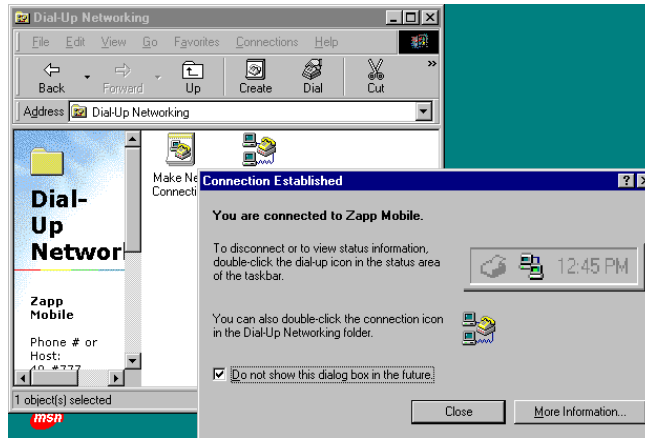 Dial-Up Networking
File Edit View Go Favorites Connections Help
Back Forward Up Create Dial Cut »
Address Dial-Up Networking
Make Ne
Connecti
Dial-
Up
Networ
Zapp
Mobile
Phone # or
Host:
1 object(s) selected
msn
Connection Established
You are connected to Zapp Mobile.
To disconnect or to view status information,
double-click the dial-up icon in the status area
of the taskbar.
12:45 PM
You can also double-click the connection icon
in the Dial-Up Networking folder.
Do not show this dialog box in the future.
Close More Information...